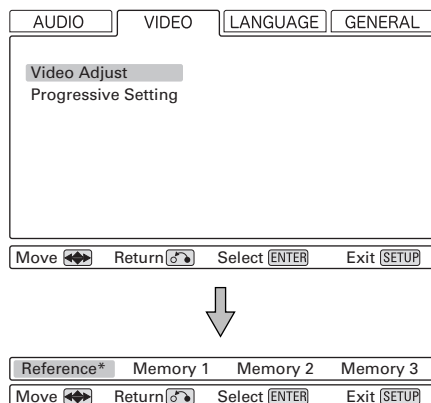 AUDIO VIDEO LANGUAGE GENERAL
Video Adjust
Progressive Setting
Move Return Select ENTER Exit SETUP
Reference* Memory 1 Memory 2 Memory 3
Move Return Select ENTER Exit SETUP